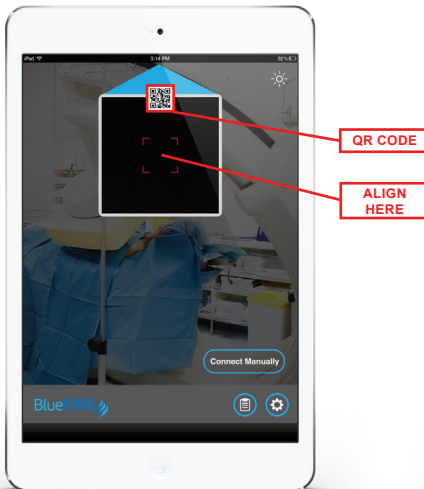 iPad
3:14 PM
32%
QR CODE
ALIGN
HERE
Connect Manually
BlueFIRE